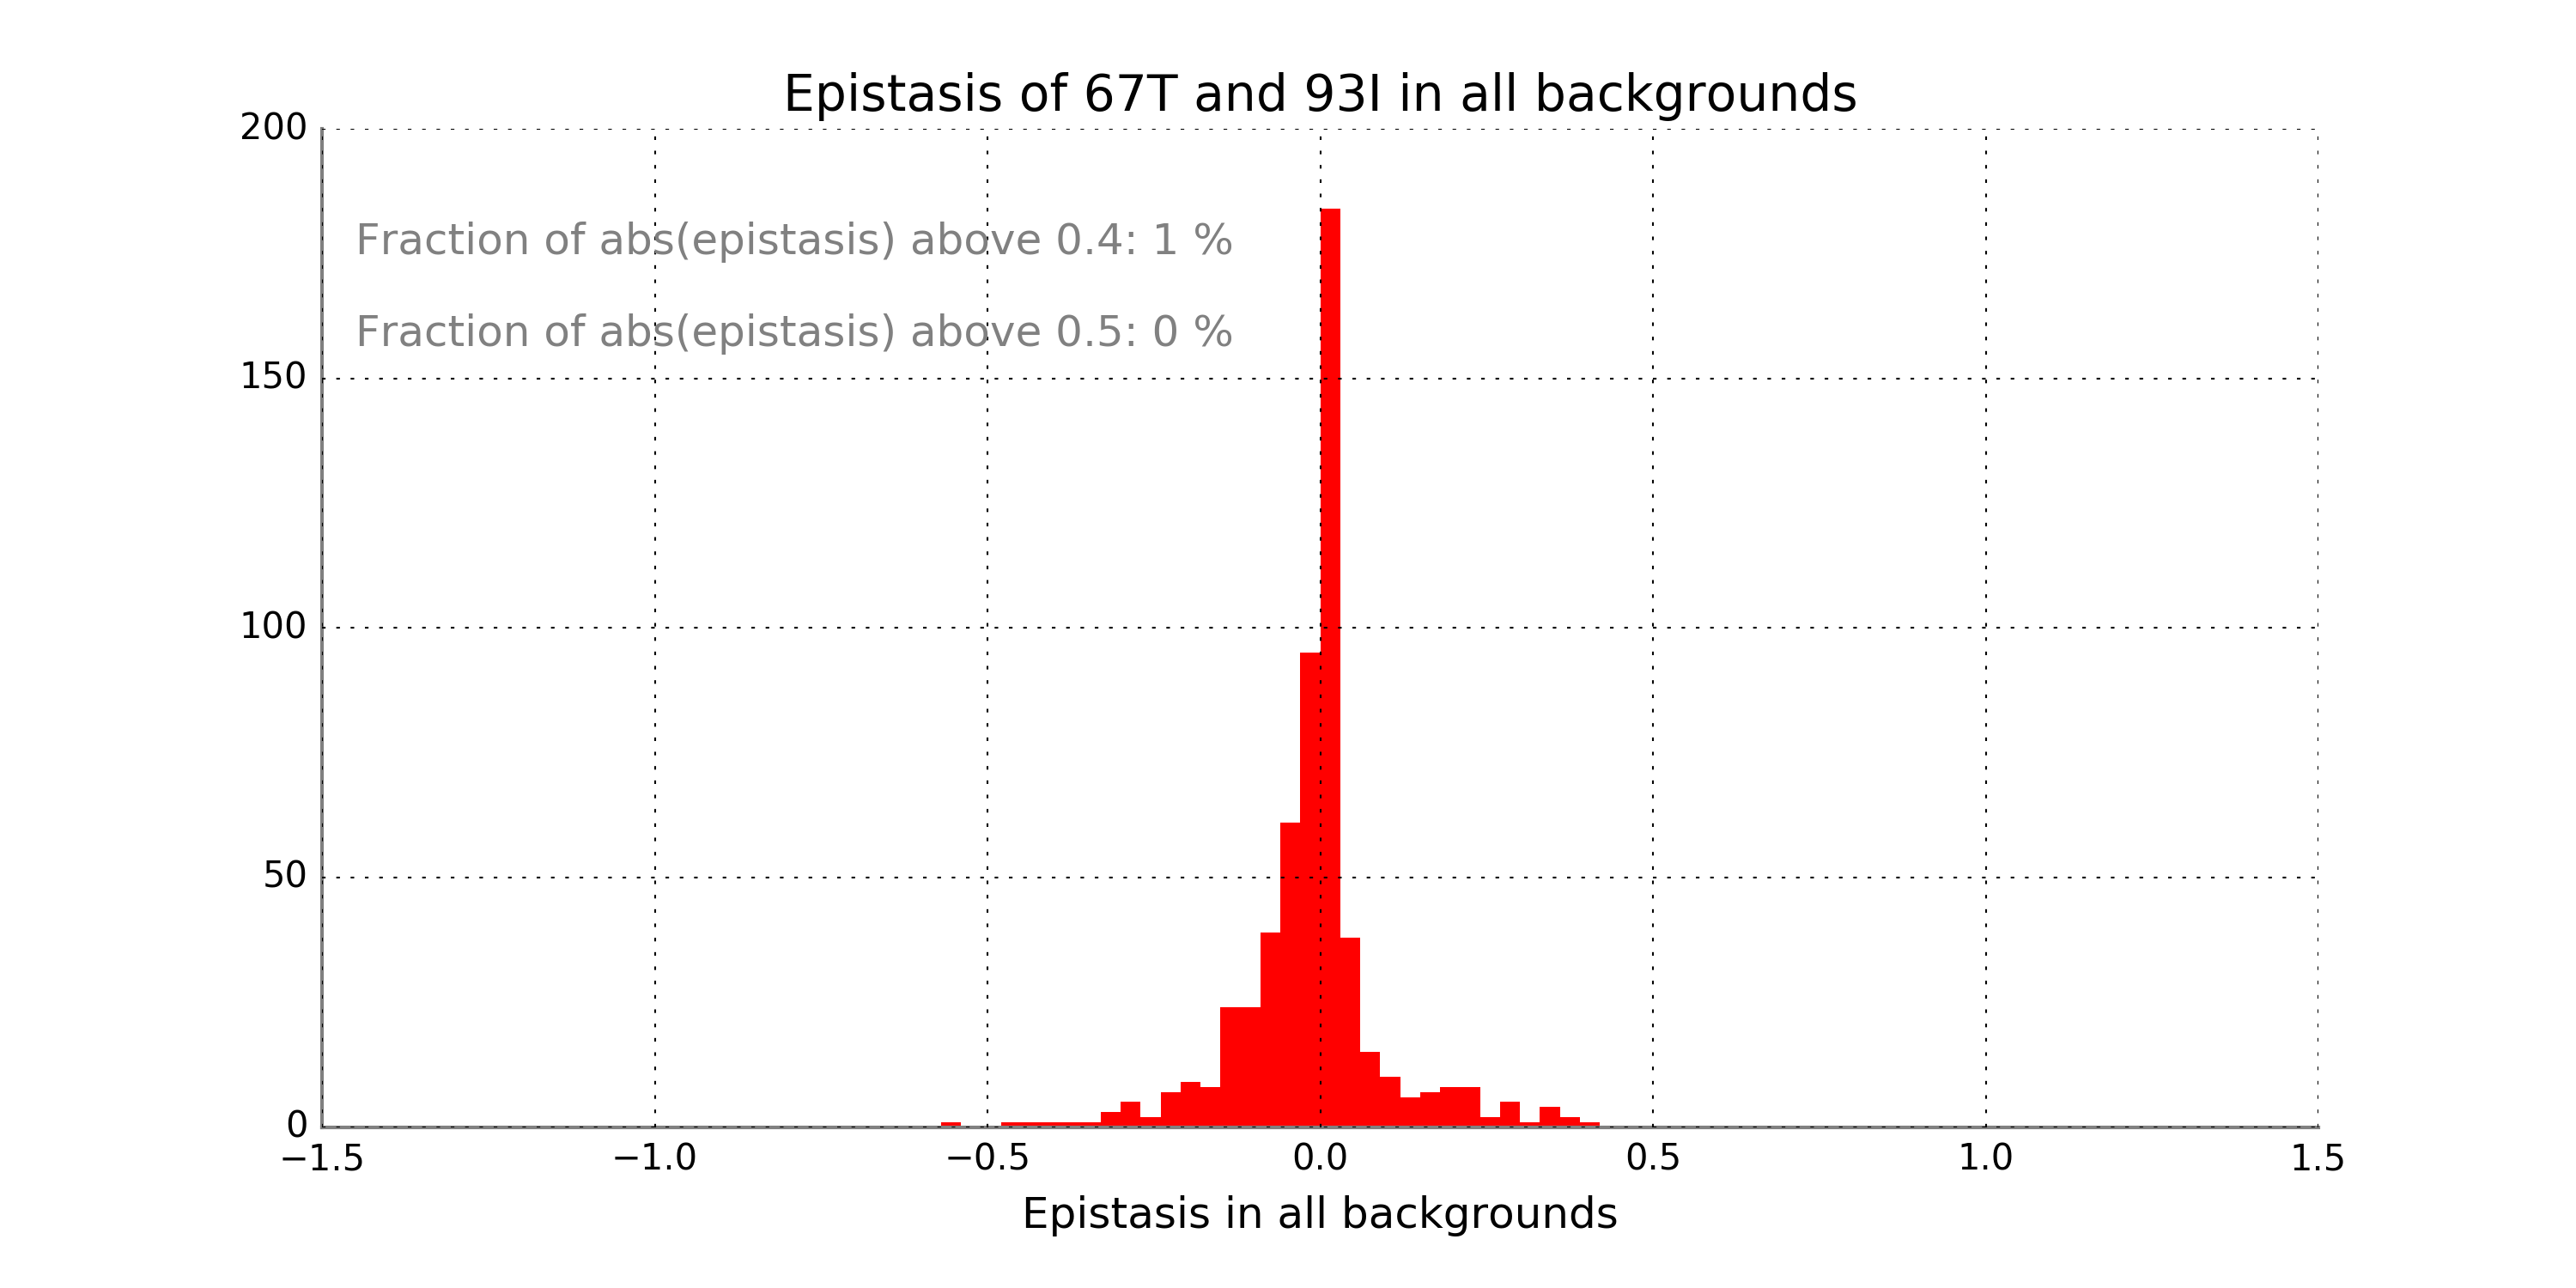 Epistasis of 67T and 93I in all backgrounds
200
Fraction of abs(epistasis) above 0.4: 1 %
Fraction of abs(epistasis) above 0.5: 0 %
150
100
50
0
−1.5 −1.0 −0.5 0.0 0.5 1.0 1.5
Epistasis in all backgrounds